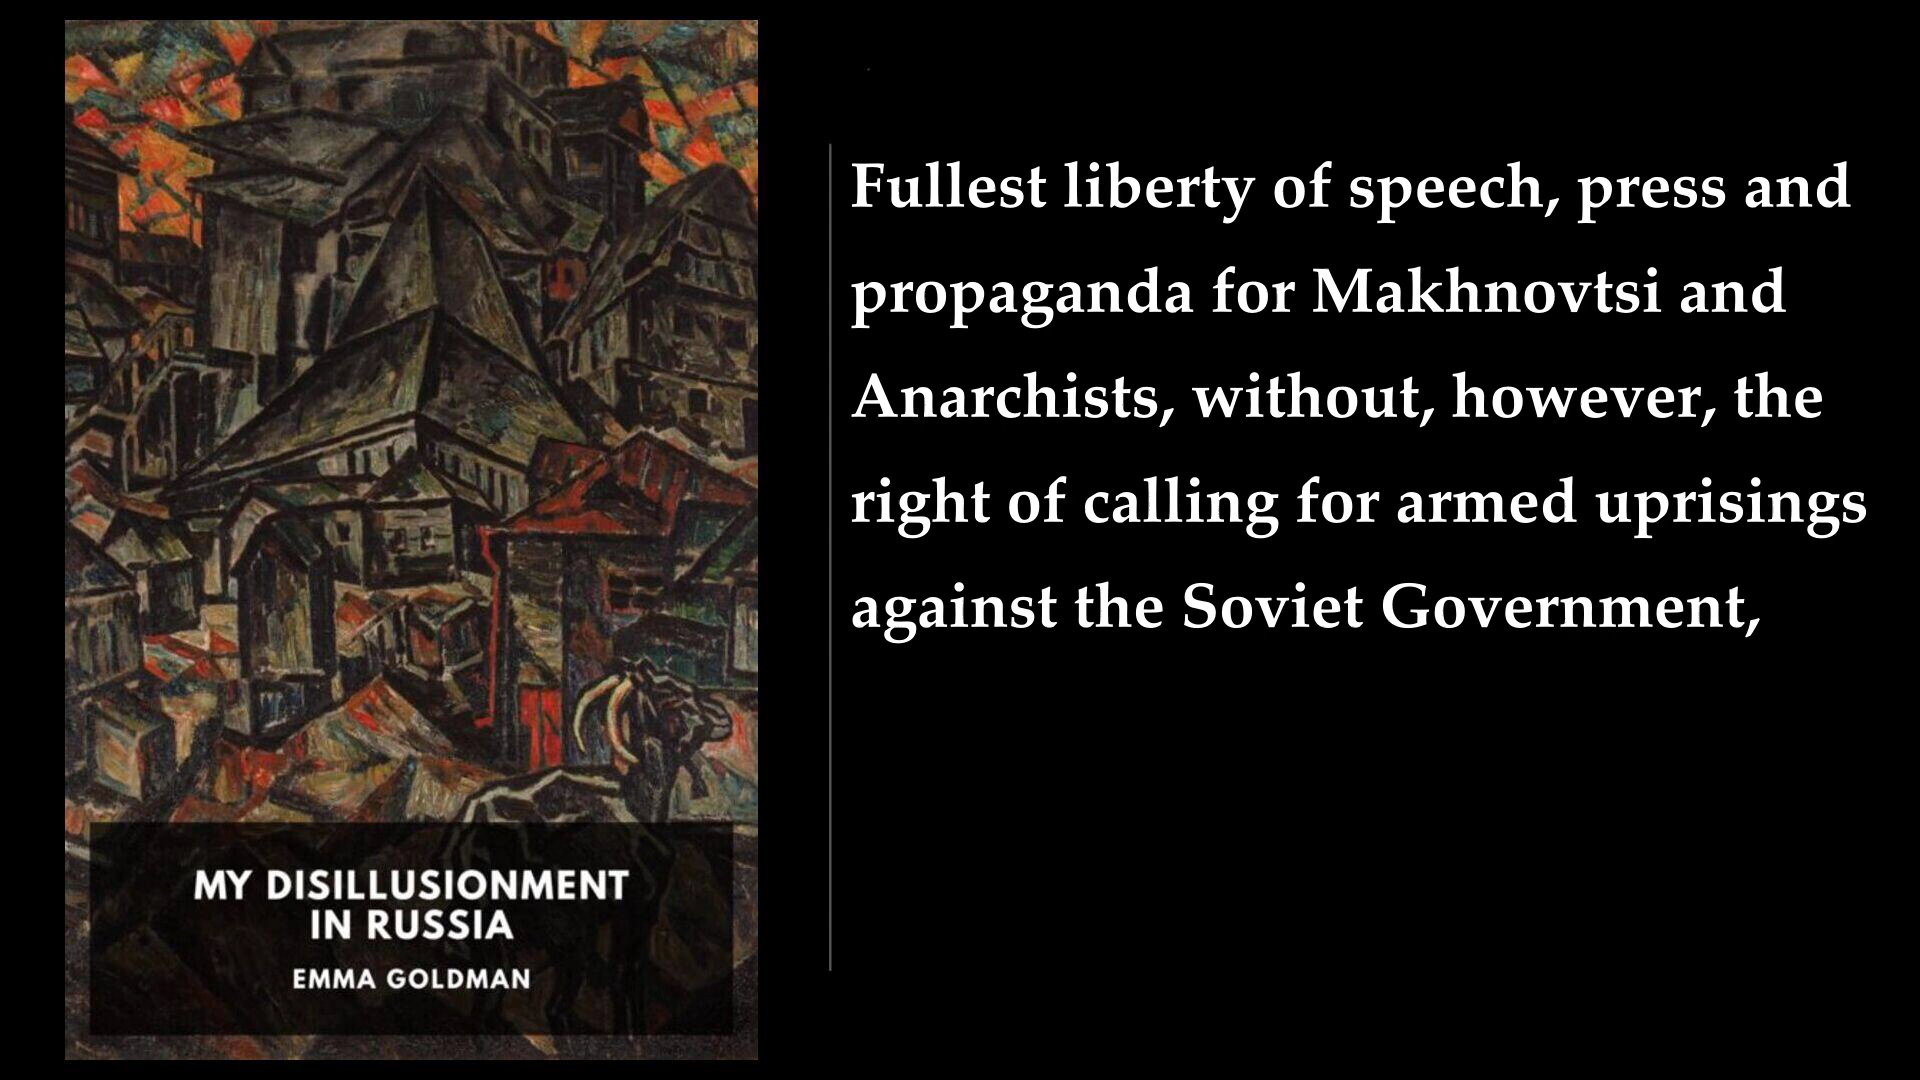 MY DISILLUSIONMENT
IN RUSSIA
EMMA GOLDMAN
Fullest liberty of speech, press and
propaganda for Makhnovtsi and
Anarchists, without, however, the
right of calling for armed uprisings
against the Soviet Government,